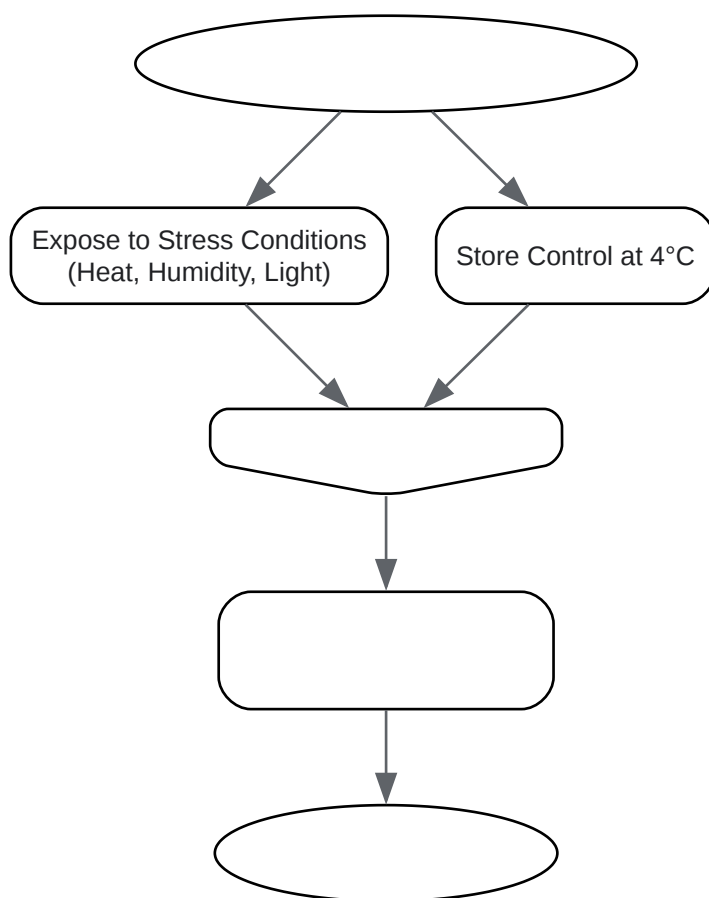 Expose to Stress Conditions
(Heat, Humidity, Light)
Store Control at 4°C